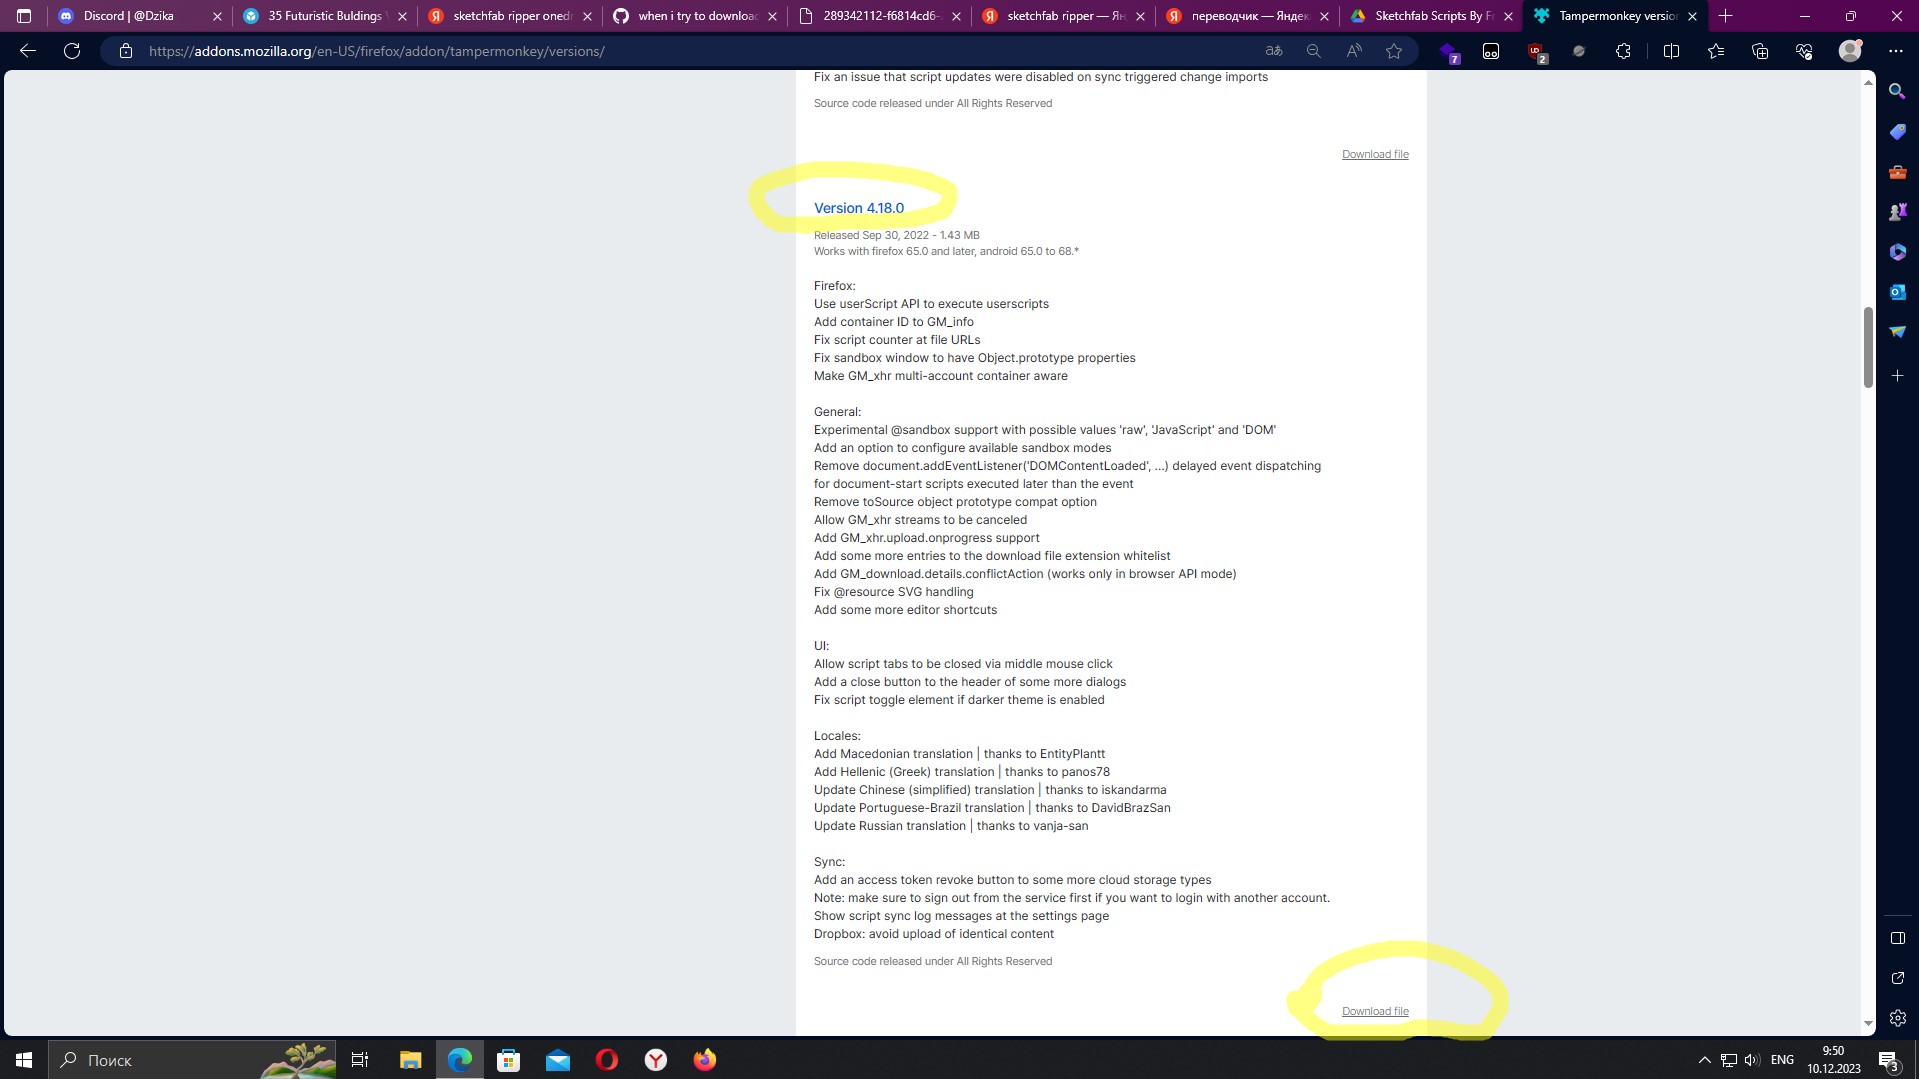 Discord | @Dzika
35 Futuristic Buldings
sketchfab ripper oned
when i try to download
289342112-f6814cd6-
sketchfab ripper — Ян
переводчик — Яндек
Sketchfab Scripts By F
Tampermonkey versio
https://addons.mozilla.org/en-US/firefox/addon/tampermonkey/versions/
7
2
Fix an issue that script updates were disabled on sync triggered change imports
Source code released under All Rights Reserved
Download file
Version 4.18.0
Released Sep 30, 2022 - 1.43 MB
Works with firefox 65.0 and later, android 65.0 to 68.*
Firefox:
Use userScript API to execute userscripts
Add container ID to GM_info
Fix script counter at file URLs
Fix sandbox window to have Object.prototype properties
Make GM_xhr multi-account container aware
General:
Experimental @sandbox support with possible values 'raw', 'JavaScript' and 'DOM'
Add an option to configure available sandbox modes
Remove document.addEventListener('DOMContentLoaded', ...) delayed event dispatching
for document-start scripts executed later than the event
Remove toSource object prototype compat option
Allow GM_xhr streams to be canceled
Add GM_xhr.upload.onprogress support
Add some more entries to the download file extension whitelist
Add GM_download.details.conflictAction (works only in browser API mode)
Fix @resource SVG handling
Add some more editor shortcuts
UI:
Allow script tabs to be closed via middle mouse click
Add a close button to the header of some more dialogs
Fix script toggle element if darker theme is enabled
Locales:
Add Macedonian translation | thanks to EntityPlantt
Add Hellenic (Greek) translation | thanks to panos78
Update Chinese (simplified) translation | thanks to iskandarma
Update Portuguese-Brazil translation | thanks to DavidBrazSan
Update Russian translation | thanks to vanja-san
Sync:
Add an access token revoke button to some more cloud storage types
Note: make sure to sign out from the service first if you want to login with another account.
Show script sync log messages at the settings page
Dropbox: avoid upload of identical content
Source code released under All Rights Reserved
Download file
Поиск
ENG
9:50
10.12.2023
3